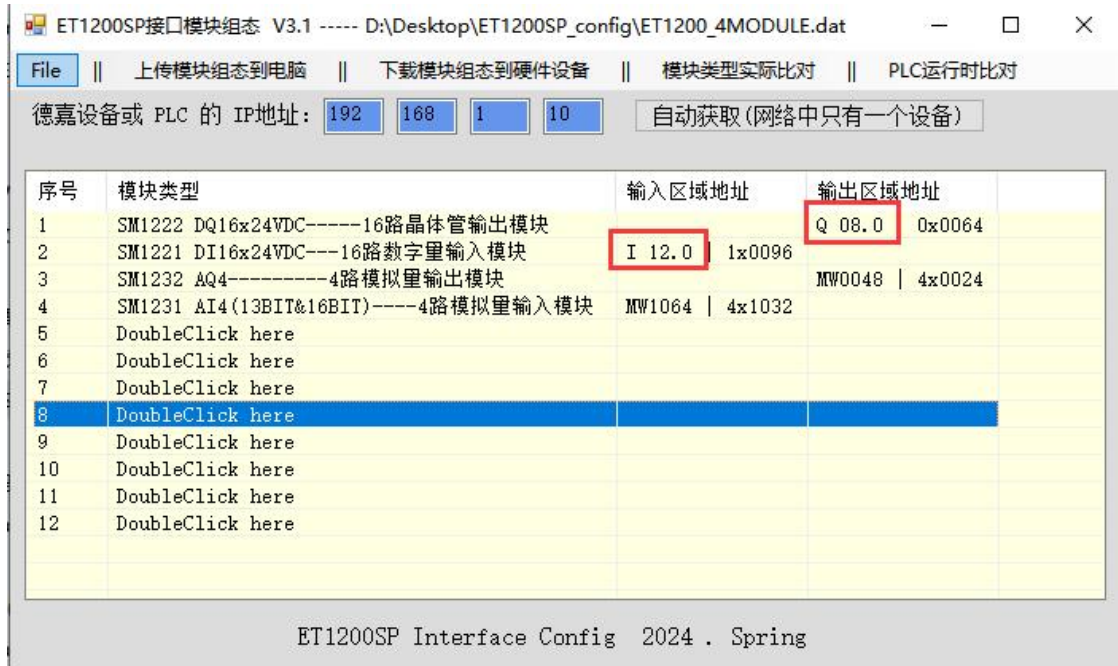 ET1200SP接口模块组态 V3.1 ----- D:\Desktop\ET1200SP_config\ET1200_4MODULE.dat
File || 上传模块组态到电脑 || 下载模块组态到硬件设备 || 模块类型实际比对 || PLC运行时比对
德嘉设备或 PLC 的 IP地址: 192 168 1 10 自动获取(网络中只有一个设备)
序号 模块类型 输入区域地址 输出区域地址
1 SM1222 DQ16x24VDC-----16路晶体管输出模块 Q 08.0 0x0064
2 SM1221 DI16x24VDC---16路数字量输入模块 I 12.0 | 1x0096
3 SM1232 AQ4---------4路模拟量输出模块 MW0048 | 4x0024
4 SM1231 AI4(13BIT&16BIT)----4路模拟量输入模块 MW1064 | 4x1032
5 DoubleClick here
6 DoubleClick here
7 DoubleClick here
8 DoubleClick here
9 DoubleClick here
10 DoubleClick here
11 DoubleClick here
12 DoubleClick here
ET1200SP Interface Config 2024 . Spring